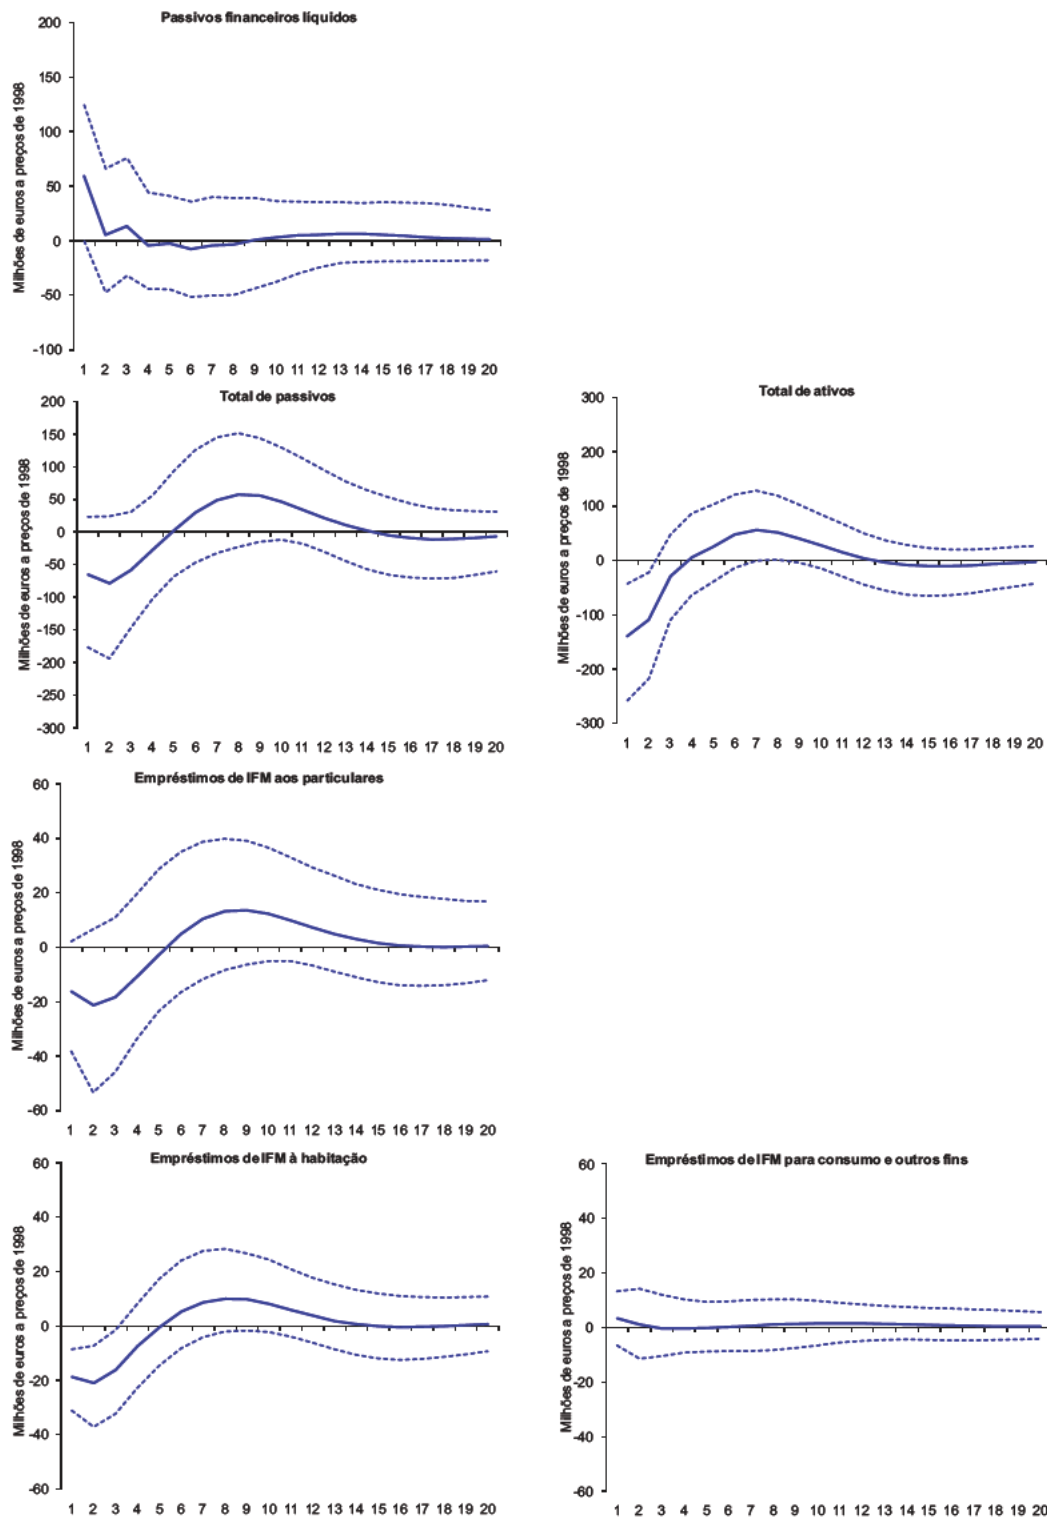 Passivos financeiros líquidos
Milhões de euros a preços de 1998
200
150
100
50
0
-50
-100
1 2 3 4 5 6 7 8 9 10 11 12 13 14 15 16 17 18 19 20
Total de passivos
Milhões de euros a preços de 1998
200
150
100
50
0
-50
-100
-150
-200
-250
-300
1 2 3 4 5 6 7 8 9 10 11 12 13 14 15 16 17 18 19 20
Total de ativos
Milhões de euros a preços de 1998
300
200
100
0
-100
-200
-300
1 2 3 4 5 6 7 8 9 10 11 12 13 14 15 16 17 18 19 20
Empréstimos de IFM aos particulares
Milhões de euros a preços de 1998
60
40
20
0
-20
-40
-60
1 2 3 4 5 6 7 8 9 10 11 12 13 14 15 16 17 18 19 20
Empréstimos de IFM à habitação
Milhões de euros a preços de 1998
60
40
20
0
-20
-40
-60
1 2 3 4 5 6 7 8 9 10 11 12 13 14 15 16 17 18 19 20
Empréstimos de IFM para consumo e outros fins
Milhões de euros a preços de 1998
60
40
20
0
-20
-40
-60
1 2 3 4 5 6 7 8 9 10 11 12 13 14 15 16 17 18 19 20